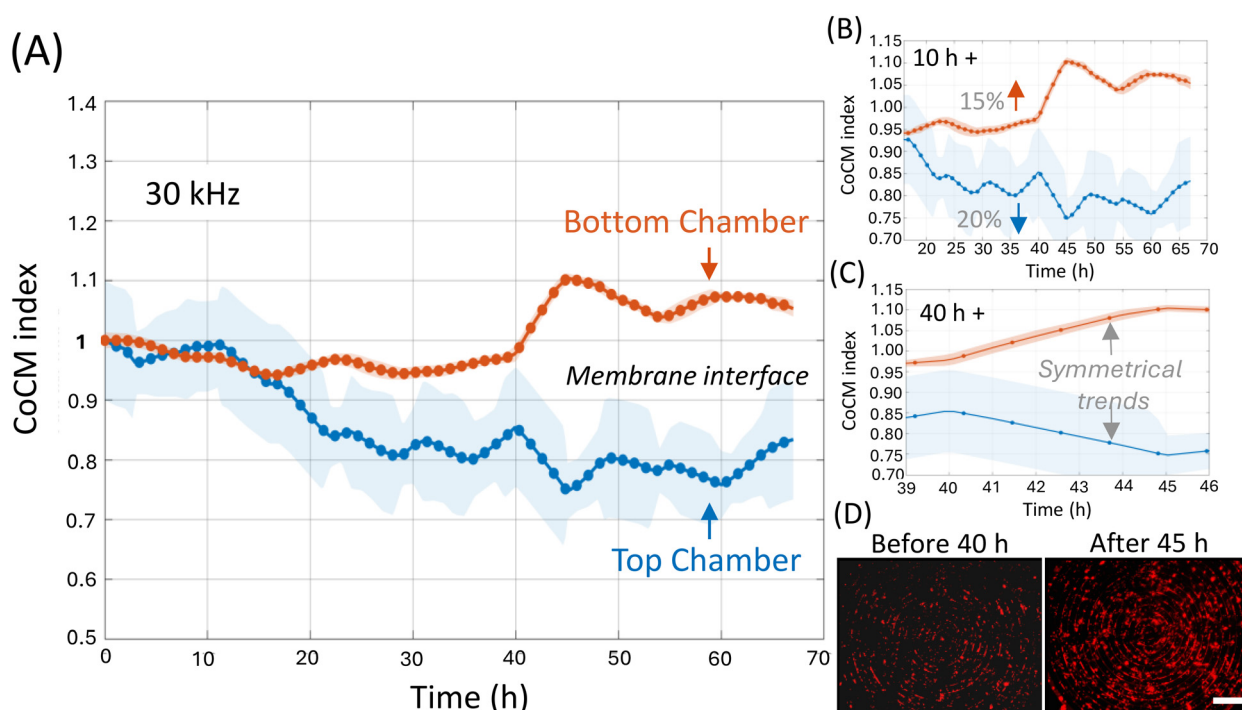 (A)
1.4
1.3
1.2
1.1
1
0.9
0.8
0.7
0.6
0.5
CoCM index
30 kHz
Bottom Chamber
Membrane interface
Top Chamber
0 10 20 30 40 50 60 70
Time (h)
(B)
1.15
1.10
1.05
1.00
0.95
0.90
0.85
0.80
0.75
0.70
CoCM index
10 h +
15%
20%
20 25 30 35 40 45 50 55 60 65 70
Time (h)
(C)
1.15
1.10
1.05
1.00
0.90
0.85
0.80
0.75
0.70
CoCM index
40 h +
Symmetrical
trends
39 40 41 42 43 44 45 46
Time (h)
(D)
Before 40 h
After 45 h